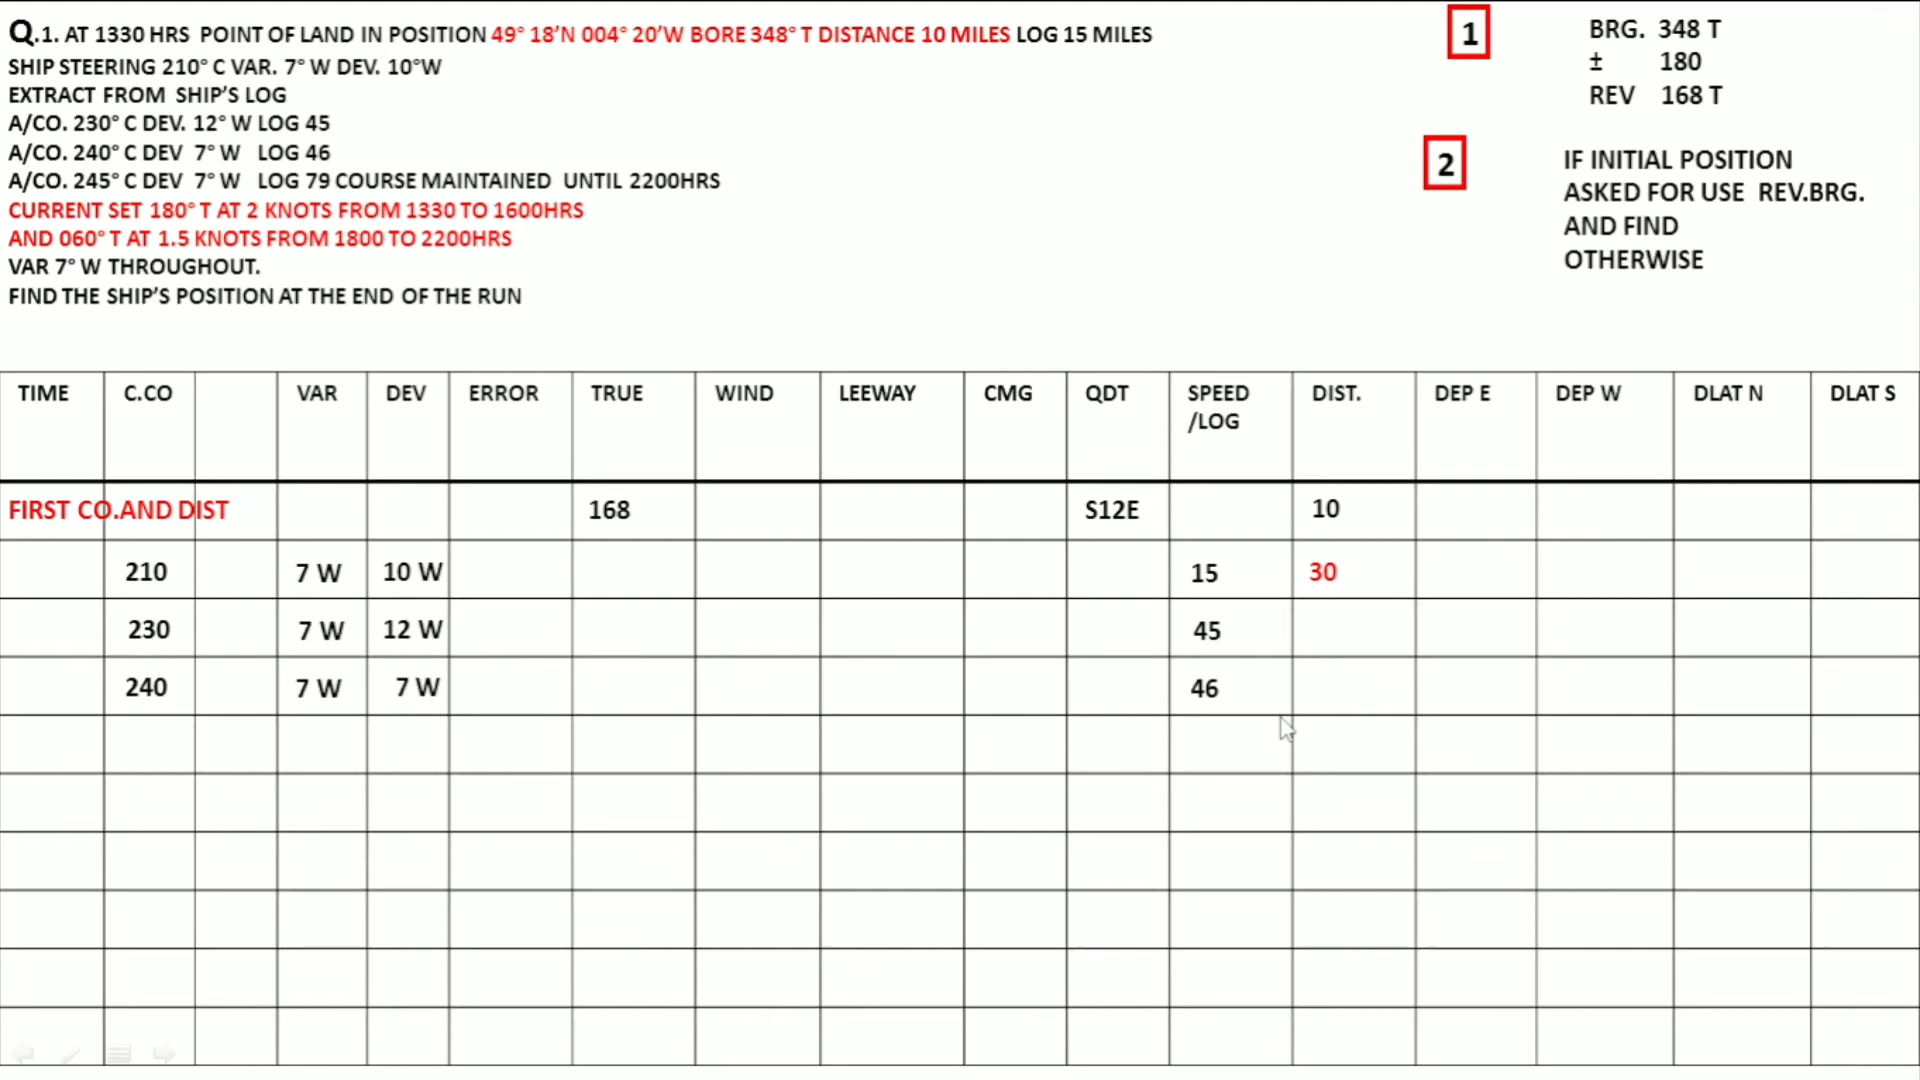 Q.1. AT 1330 HRS POINT OF LAND IN POSITION 49° 18’N 004° 20’W BORE 348° T DISTANCE 10 MILES LOG 15 MILES
SHIP STEERING 210° C VAR. 7° W DEV. 10°W
EXTRACT FROM SHIP’S LOG
A/CO. 230° C DEV. 12° W LOG 45
A/CO. 240° C DEV 7° W LOG 46
A/CO. 245° C DEV 7° W LOG 79 COURSE MAINTAINED UNTIL 2200HRS
CURRENT SET 180° T AT 2 KNOTS FROM 1330 TO 1600HRS
AND 060° T AT 1.5 KNOTS FROM 1800 TO 2200HRS
VAR 7° W THROUGHOUT.
FIND THE SHIP’S POSITION AT THE END OF THE RUN
1
BRG. 348 T
± 180
REV 168 T
2
IF INITIAL POSITION
ASKED FOR USE REV.BRG.
AND FIND
OTHERWISE
TIME C.CO VAR DEV ERROR TRUE WIND LEEWAY CMG QDT SPEED DIST. DEP E DEP W DLAT N DLAT S
/LOG
FIRST CO.AND DIST 168 S12E 10
210 7 W 10 W 15 30
230 7 W 12 W 45
240 7 W 7 W 46